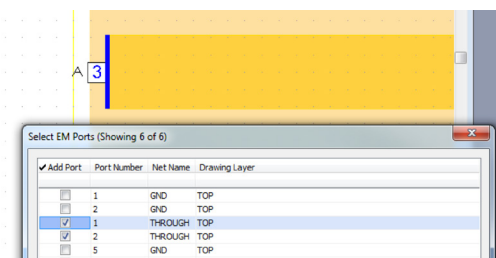 A 3
Select EM Ports (Showing 6 of 6)
✓ Add Port Port Number Net Name Drawing Layer
1 GND TOP
2 GND TOP
1 THROUGH TOP
2 THROUGH TOP
5 GND TOP